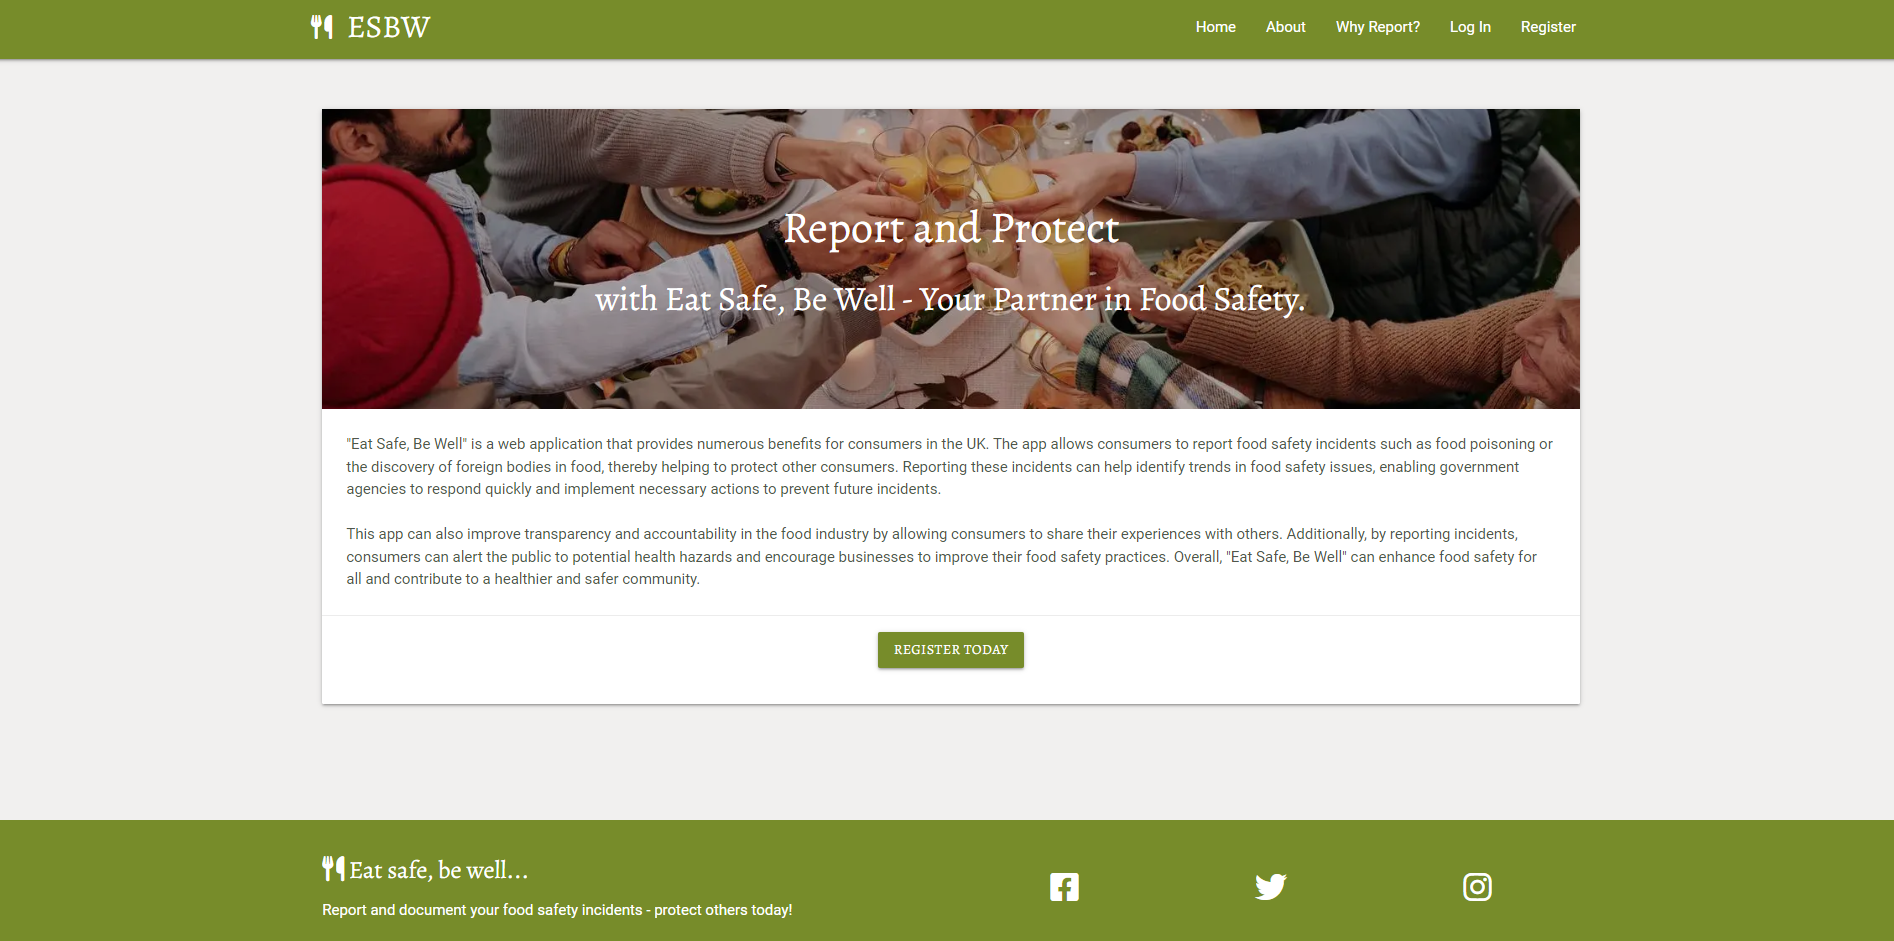 ESBW
Home About Why Report? Log In Register
Report and Protect
with Eat Safe, Be Well - Your Partner in Food Safety.
"Eat Safe, Be Well" is a web application that provides numerous benefits for consumers in the UK. The app allows consumers to report food safety incidents such as food poisoning or
the discovery of foreign bodies in food, thereby helping to protect other consumers. Reporting these incidents can help identify trends in food safety issues, enabling government
agencies to respond quickly and implement necessary actions to prevent future incidents.
This app can also improve transparency and accountability in the food industry by allowing consumers to share their experiences with others. Additionally, by reporting incidents,
consumers can alert the public to potential health hazards and encourage businesses to improve their food safety practices. Overall, "Eat Safe, Be Well" can enhance food safety for
all and contribute to a healthier and safer community.
REGISTER TODAY
Eat safe, be well...
Report and document your food safety incidents - protect others today!